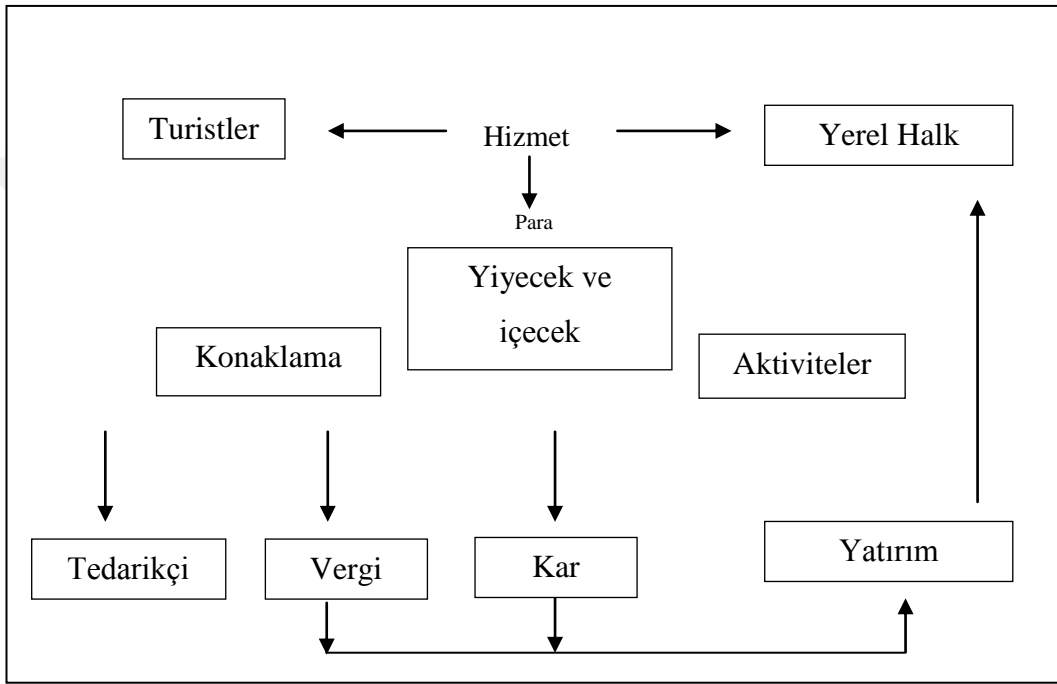 Turistler
Hizmet
Yerel Halk
Para
Yiyecek ve
içecek
Konaklama
Aktiviteler
Tedarikçi
Vergi
Kar
Yatırım